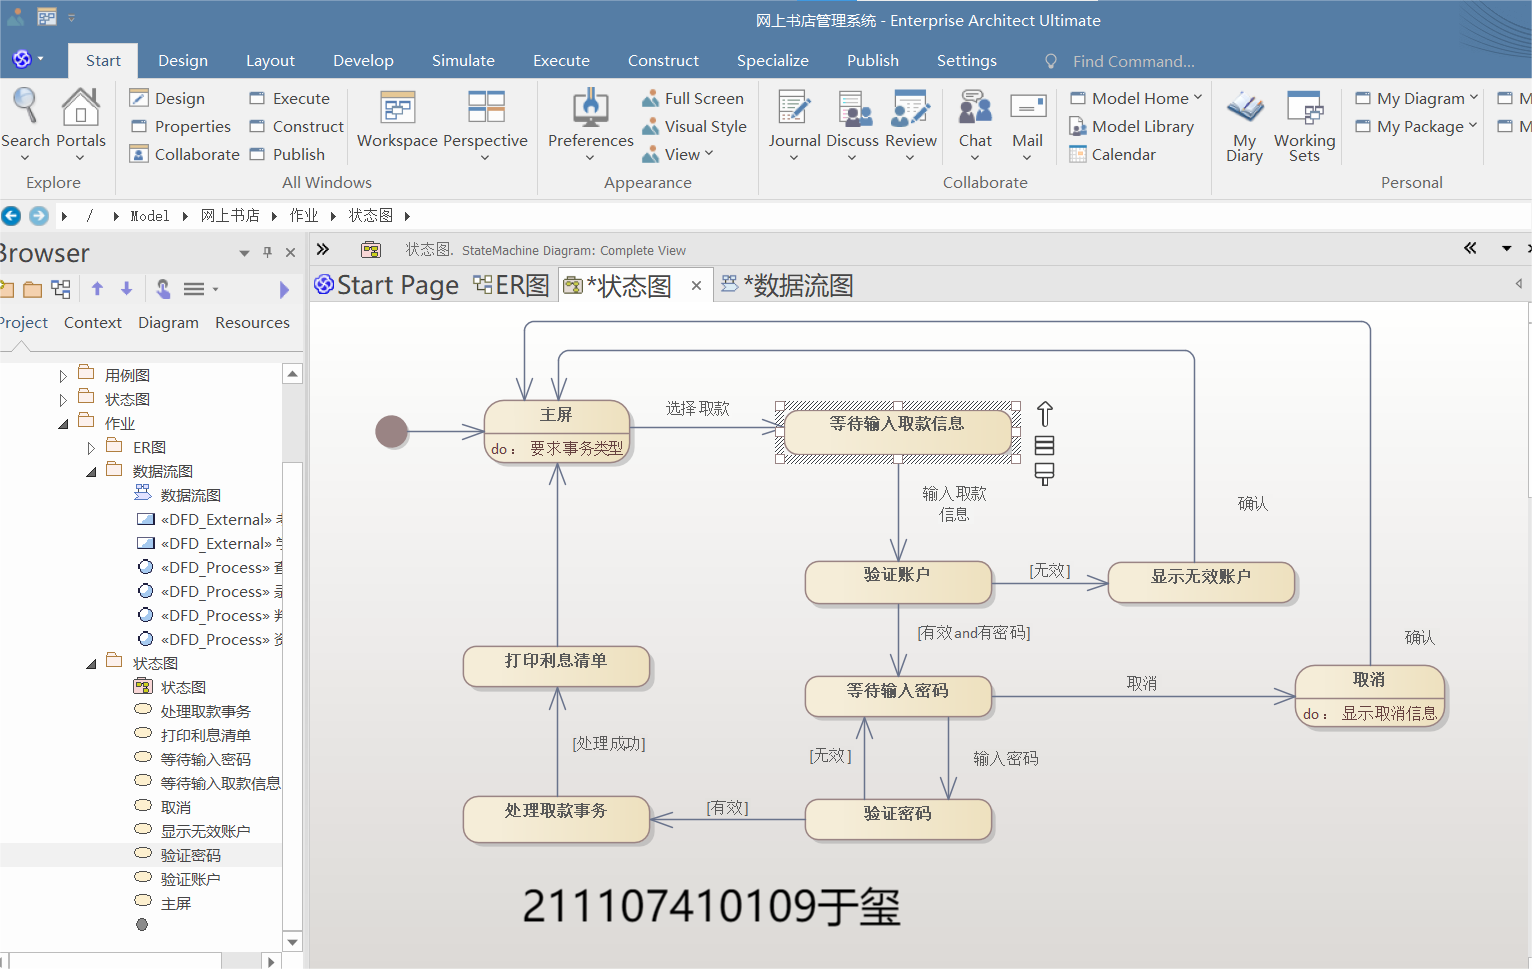 网上书店管理系统 - Enterprise Architect Ultimate
Start Design Layout Develop Simulate Execute Construct Specialize Publish Settings Find Command...
Search Portals
Explore
Design Execute
Properties Construct
Collaborate Publish
Workspace Perspective
All Windows
Preferences
Full Screen
Visual Style
View
Appearance
Journal Discuss Review Chat Mail
Model Home
Model Library
Calendar
Collaborate
My Diary
Working Sets
My Diagram
My Package
Personal
/ Model 网上书店 作业 状态图
Browser
Project Context Diagram Resources
用例图
状态图
作业
ER图
数据流图
数据流图
«DFD_External»
«DFD_External»
«DFD_Process»
«DFD_Process»
«DFD_Process»
«DFD_Process»
状态图
状态图
处理取款事务
打印利息清单
等待输入密码
等待输入取款信息
取消
显示无效账户
验证密码
验证账户
主屏
状态图. StateMachine Diagram: Complete View
Start Page ER图 *状态图 *数据流图
主屏
do： 要求事务类型
选择取款
等待输入取款信息
输入取款
信息
确认
验证账户
[无效]
显示无效账户
[有效and有密码]
确认
打印利息清单
等待输入密码
取消
取消
do： 显示取消信息
[处理成功]
[无效]
输入密码
处理取款事务
[有效]
验证密码
211107410109于玺